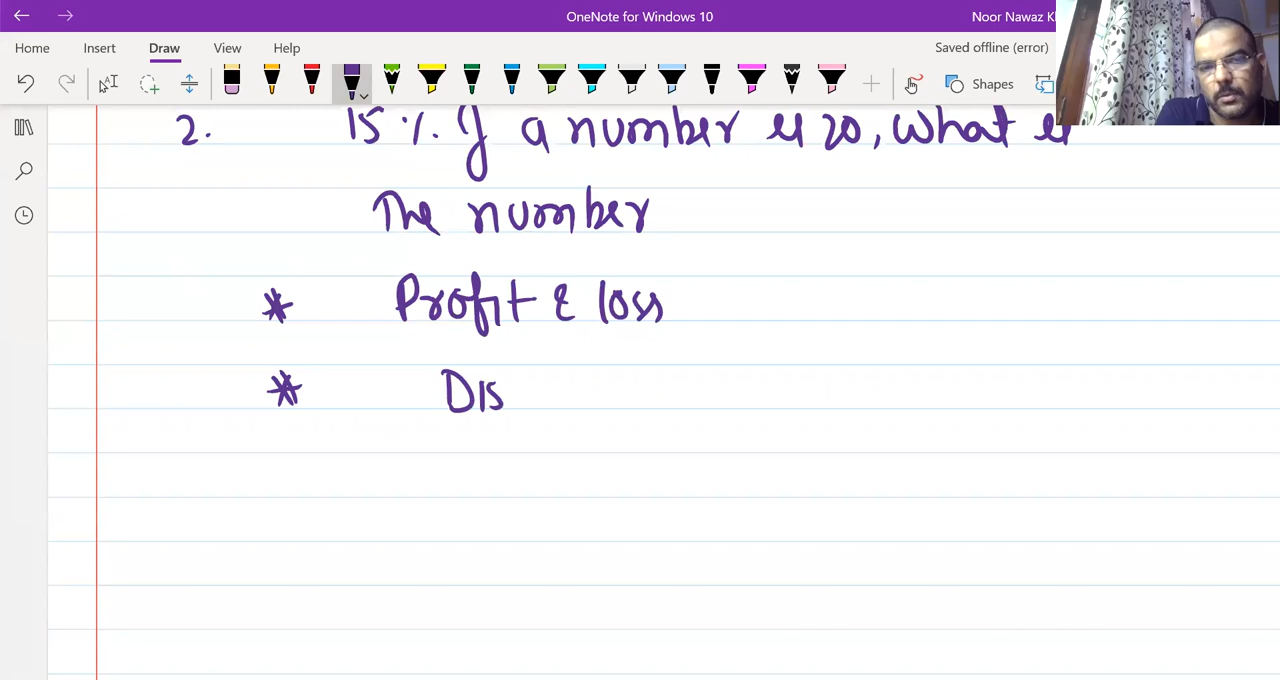 OneNote for Windows 10
Noor Nawaz Kh
Home Insert Draw View Help
Saved offline (error)
Shapes
2. 15 %. of a number is 20, What is
The number
* Profit & loss
* DIS